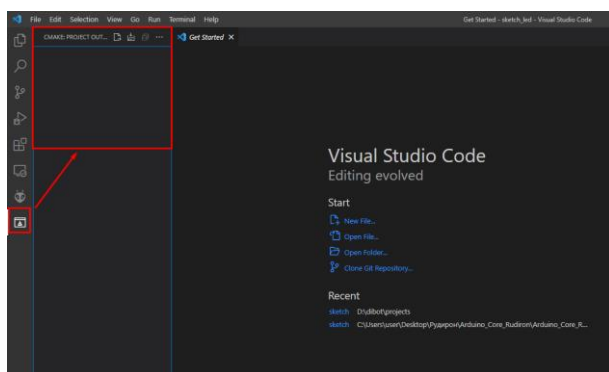 File Edit Selection View Go Run Terminal Help
Get Started - sketch_led - Visual Studio Code
CMAKE: PROJECT OUT...
Get Started
Visual Studio Code
Editing evolved
Start
New File...
Open File...
Open Folder...
Clone Git Repository...
Recent
sketch D:\dibot\projects
sketch C:\Users\user\Desktop\Рудирон\Arduino_Core_Rudiron\Arduino_Core_R...